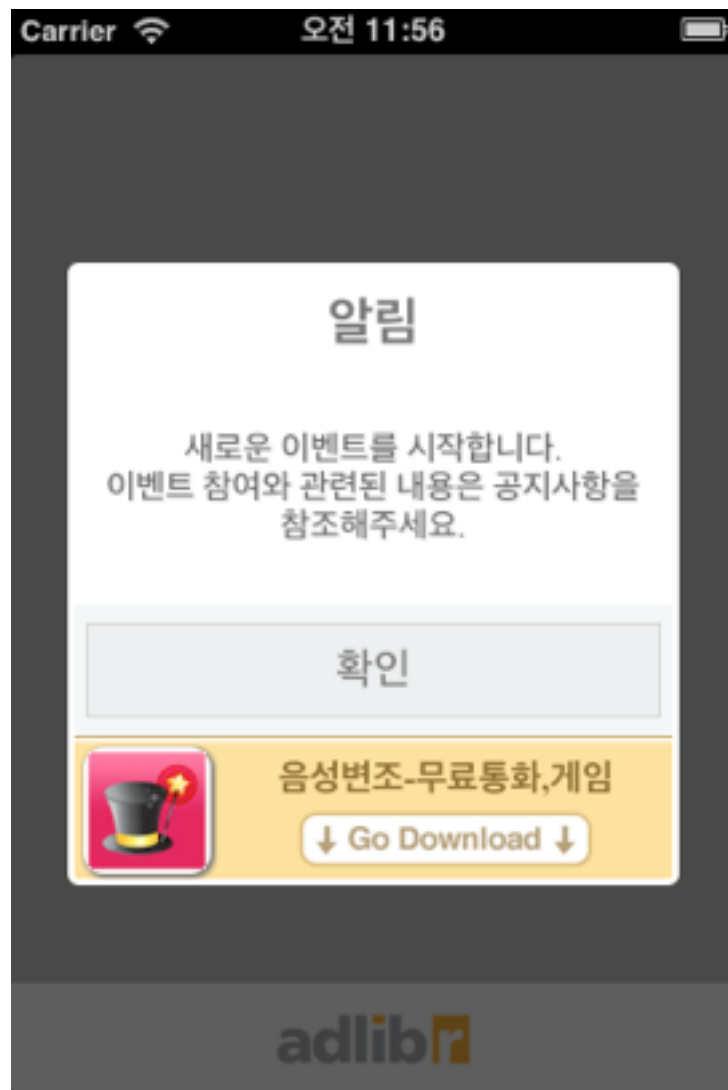 Carrier 오전 11:56
알림
새로운 이벤트를 시작합니다.
이벤트 참여와 관련된 내용은 공지사항을
참조해주세요.
확인
음성변조-무료통화,게임
↓ Go Download ↓
adlibr